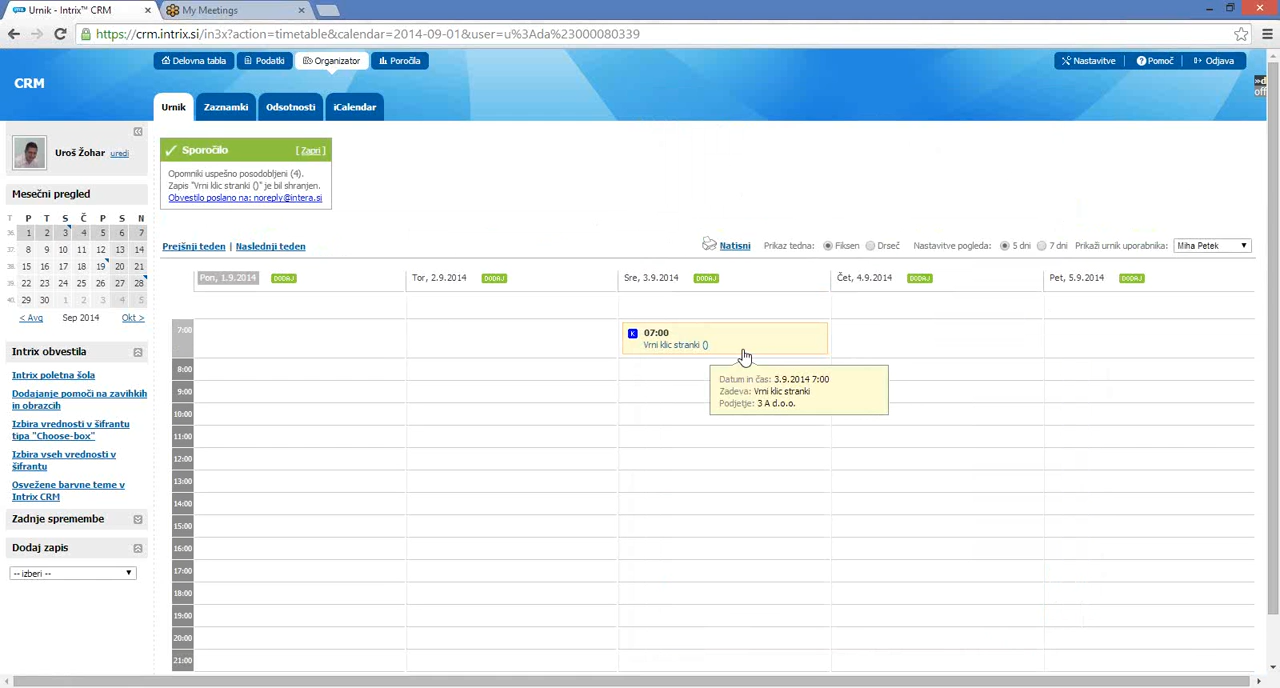 Urnik - Intrix™ CRM
My Meetings
https://crm.intrix.si/in3x?action=timetable&calendar=2014-09-01&user=u%3Ada%23000080339
Delovna tabla
Podatki
Organizator
Poročila
Nastavitve
Pomoč
Odjava
CRM
Urnik
Zaznamki
Odsotnosti
iCalendar
»d
off
Uroš Žohar uredi
Mesečni pregled
T P T S Č P S N
36. 1 2 3 4 5 6 7
37. 8 9 10 11 12 13 14
38. 15 16 17 18 19 20 21
39. 22 23 24 25 26 27 28
40. 29 30 1 2 3 4 5
< Avg Sep 2014 Okt >
Intrix obvestila
Intrix poletna šola
Dodajanje pomoči na zavihkih
in obrazcih
Izbira vrednosti v šifrantu
tipa "Choose-box"
Izbira vseh vrednosti v
šifrantu
Osvežene barvne teme v
Intrix CRM
Zadnje spremembe
Dodaj zapis
-- izberi --
Sporočilo [ Zapri ]
Opomniki uspešno posodobljeni (4).
Zapis "Vrni klic stranki ()" je bil shranjen.
Obvestilo poslano na: noreply@intera.si
Prejšnji teden | Naslednji teden
Natisni Prikaz tedna: Fiksen Drseč Nastavitve pogleda: 5 dni 7 dni Prikaži urnik uporabnika: Miha Petek
Pon, 1.9.2014 DODAJ
Tor, 2.9.2014 DODAJ
Sre, 3.9.2014 DODAJ
Čet, 4.9.2014 DODAJ
Pet, 5.9.2014 DODAJ
7:00
K 07:00
Vrni klic stranki ()
Datum in čas: 3.9.2014 7:00
Zadeva: Vrni klic stranki
Podjetje: 3 A d.o.o.
8:00
9:00
10:00
11:00
12:00
13:00
14:00
15:00
16:00
17:00
18:00
19:00
20:00
21:00